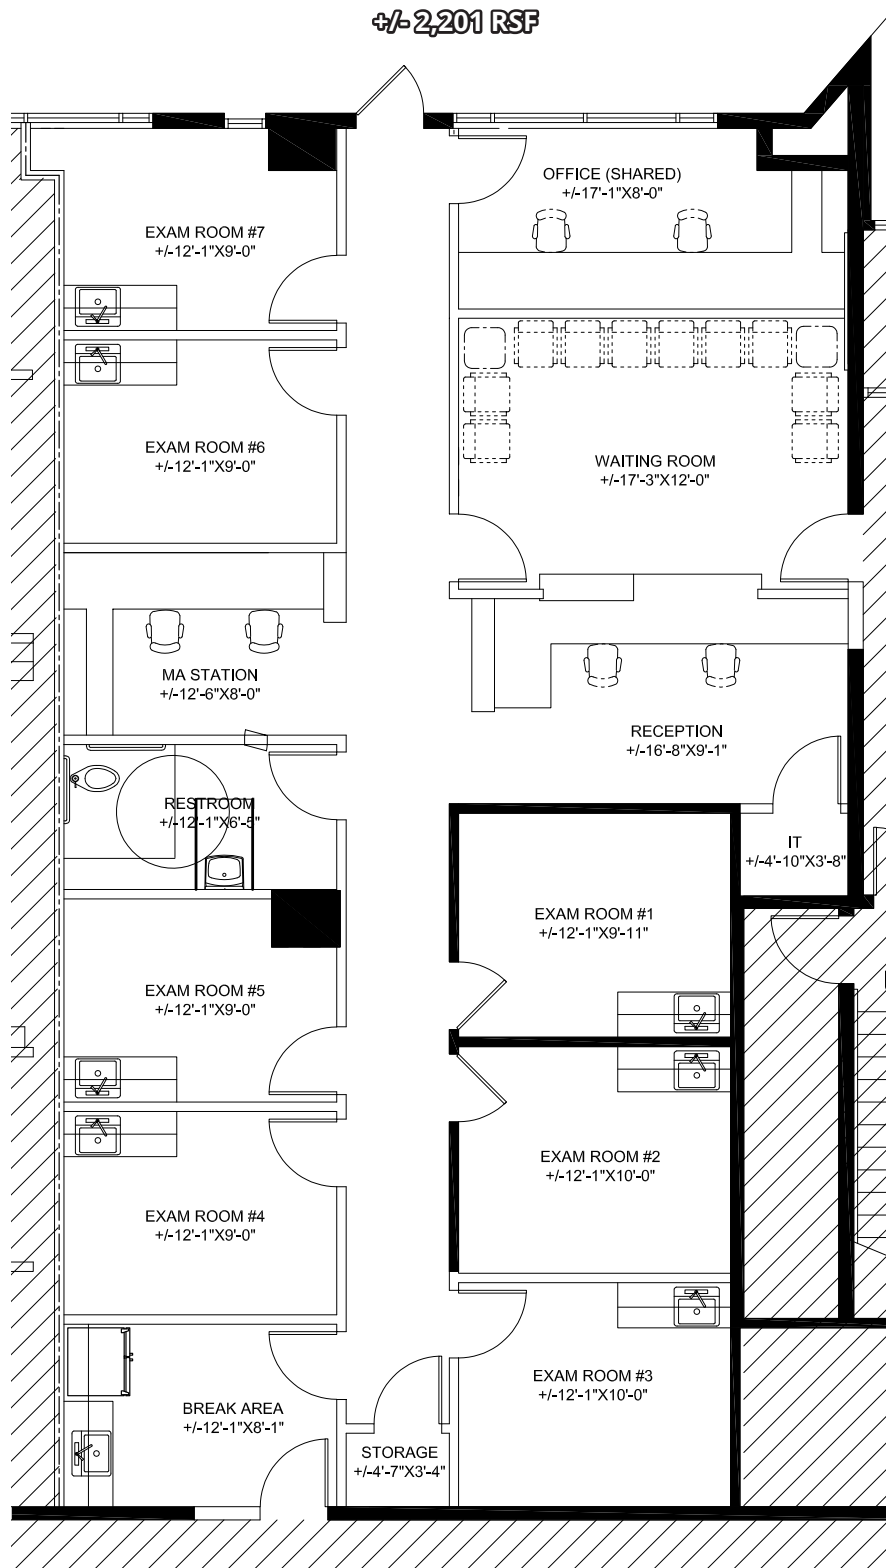 +/- 2,201 RSF
OFFICE (SHARED)
+/-17'-1"X8'-0"
EXAM ROOM #7
+/-12'-1"X9'-0"
EXAM ROOM #6
+/-12'-1"X9'-0"
WAITING ROOM
+/-17'-3"X12'-0"
MA STATION
+/-12'-6"X8'-0"
RECEPTION
+/-16'-8"X9'-1"
RESTROOM
+/-12'-1"X6'-5"
IT
+/-4'-10"X3'-8"
EXAM ROOM #1
+/-12'-1"X9'-11"
EXAM ROOM #5
+/-12'-1"X9'-0"
EXAM ROOM #2
+/-12'-1"X10'-0"
EXAM ROOM #4
+/-12'-1"X9'-0"
EXAM ROOM #3
+/-12'-1"X10'-0"
BREAK AREA
+/-12'-1"X8'-1"
STORAGE
+/-4'-7"X3'-4"